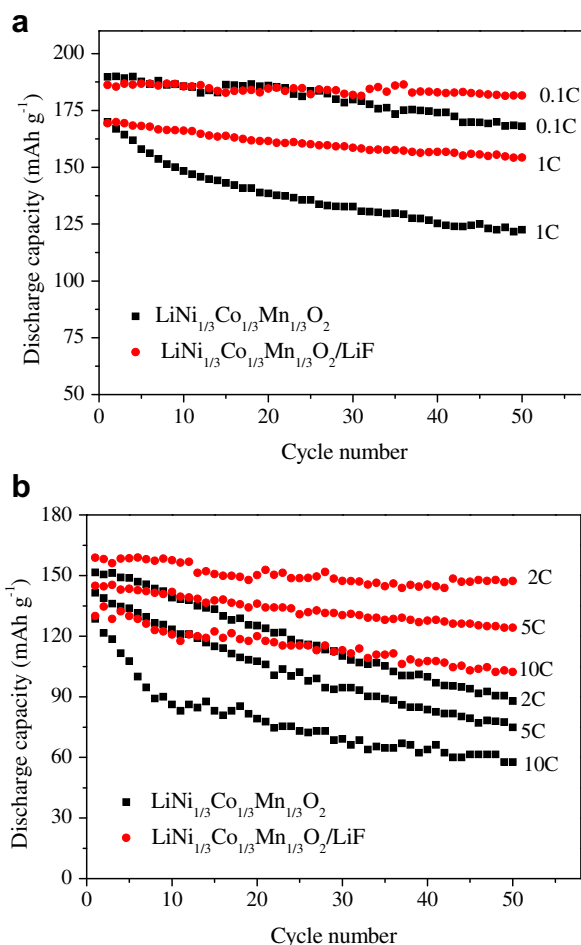 a
200
175
150
125
100
75
50
Discharge capacity (mAh g⁻¹)
0.1C
0.1C
1C
1C
LiNi₁/₃Co₁/₃Mn₁/₃O₂
LiNi₁/₃Co₁/₃Mn₁/₃O₂/LiF
0 10 20 30 40 50
Cycle number
b
180
150
120
90
60
30
0
Discharge capacity (mAh g⁻¹)
2C
5C
10C
2C
5C
10C
LiNi₁/₃Co₁/₃Mn₁/₃O₂
LiNi₁/₃Co₁/₃Mn₁/₃O₂/LiF
0 10 20 30 40 50
Cycle number